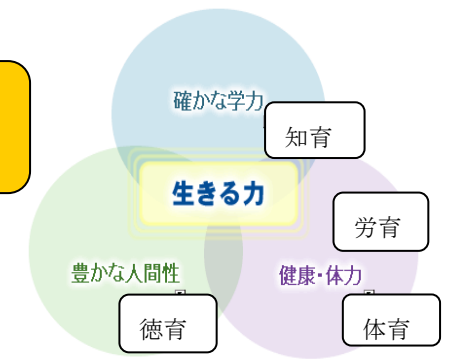 確かな学力
知育
生きる力
労育
豊かな人間性
健康・体力
徳育
体育